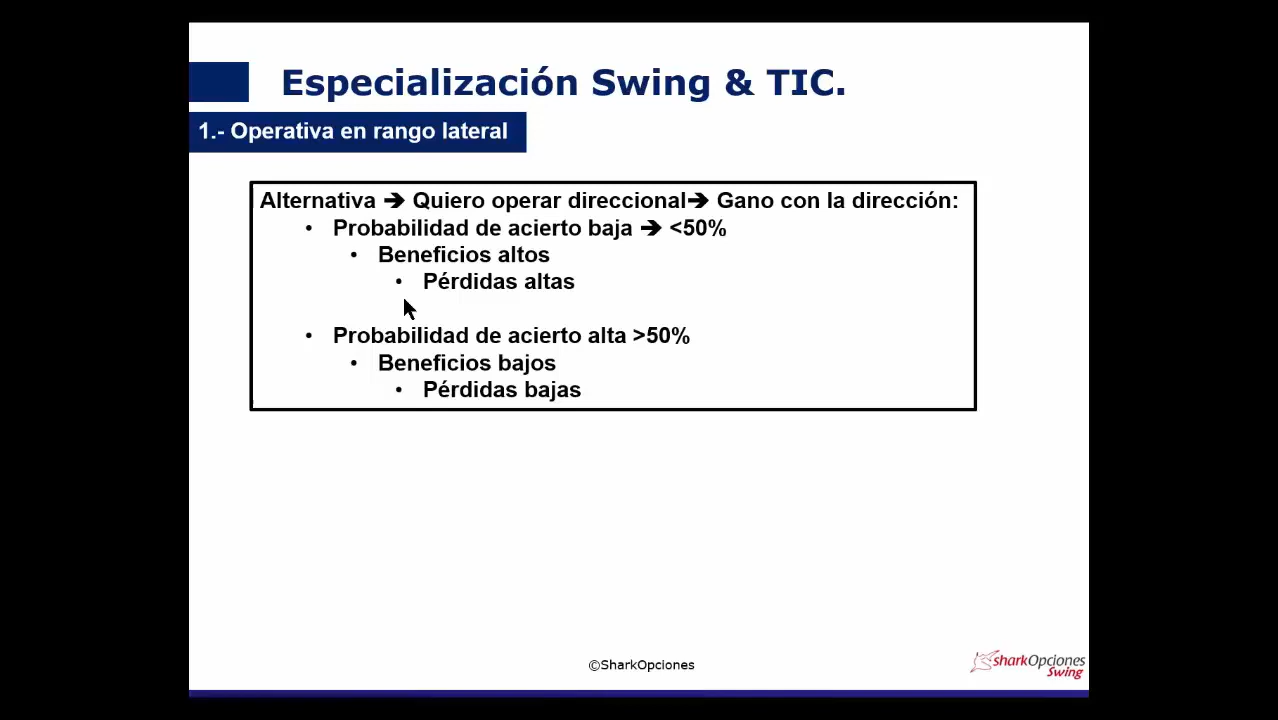 Especialización Swing & TIC.
1.- Operativa en rango lateral
Alternativa ➔ Quiero operar direccional➔ Gano con la dirección:
• Probabilidad de acierto baja ➔ <50%
• Beneficios altos
• Pérdidas altas
• Probabilidad de acierto alta >50%
• Beneficios bajos
• Pérdidas bajas
©SharkOpciones
sharkOpciones
Swing